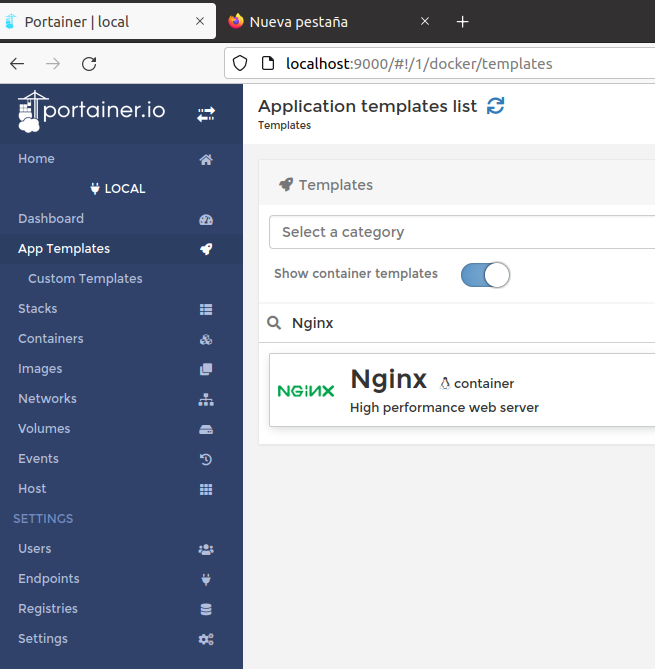 Portainer | local
Nueva pestaña
localhost:9000/#!/1/docker/templates
portainer.io
Application templates list
Templates
Home
LOCAL
Dashboard
App Templates
Custom Templates
Stacks
Containers
Images
Networks
Volumes
Events
Host
SETTINGS
Users
Endpoints
Registries
Settings
Templates
Select a category
Show container templates
Nginx
NGINX
Nginx container
High performance web server